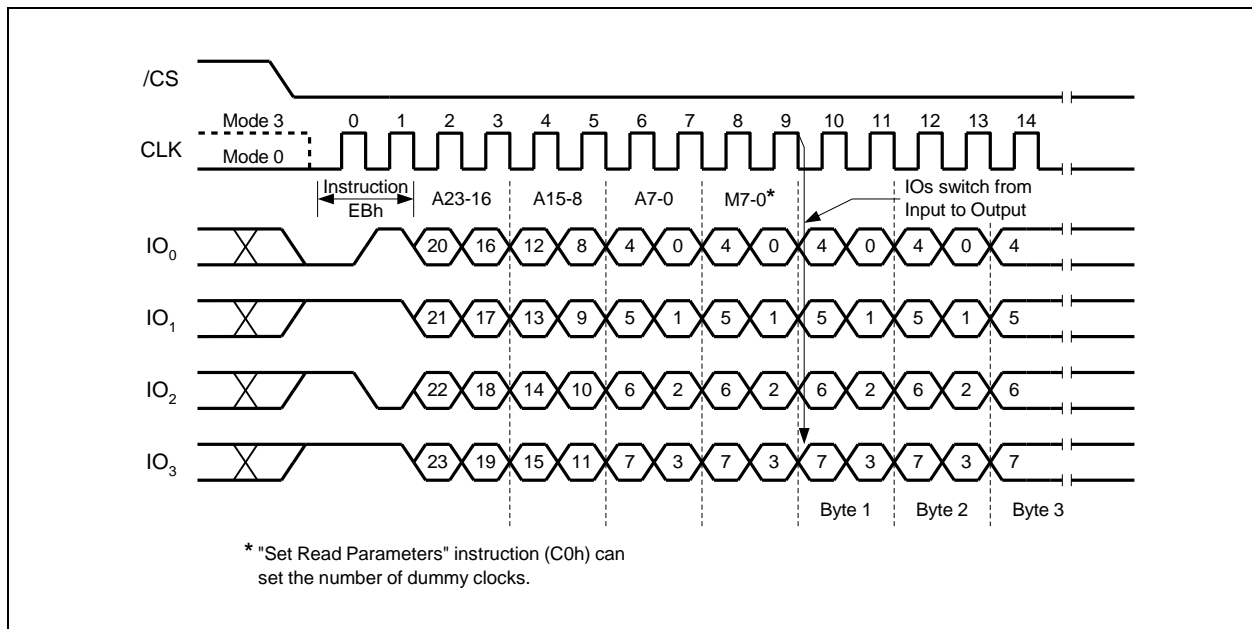 /CS
Mode 3 0 1 2 3 4 5 6 7 8 9 10 11 12 13 14
CLK
Mode 0
Instruction
EBh
A23-16 A15-8 A7-0 M7-0*
IOs switch from
Input to Output
IO0 20 16 12 8 4 0 4 0 4 0 4 0 4
IO1 21 17 13 9 5 1 5 1 5 1 5 1 5
IO2 22 18 14 10 6 2 6 2 6 2 6 2 6
IO3 23 19 15 11 7 3 7 3 7 3 7 3 7
Byte 1 Byte 2 Byte 3
* "Set Read Parameters" instruction (C0h) can
set the number of dummy clocks.